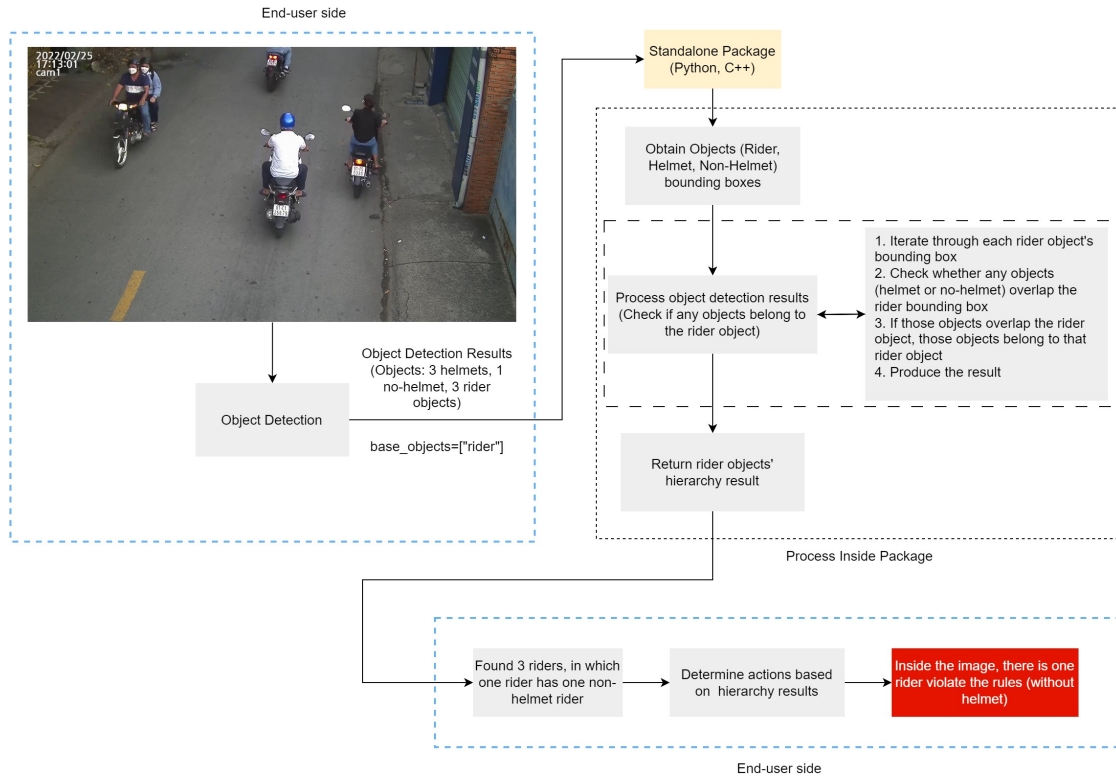 End-user side
2022/02/25
17:13:01
cam1
Object Detection
Object Detection Results
(Objects: 3 helmets, 1
no-helmet, 3 rider
objects)
base_objects=["rider"]
Standalone Package
(Python, C++)
Obtain Objects (Rider,
Helmet, Non-Helmet)
bounding boxes
Process object detection results
(Check if any objects belong to
the rider object)
1. Iterate through each rider object's
bounding box
2. Check whether any objects
(helmet or no-helmet) overlap the
rider bounding box
3. If those objects overlap the rider
object, those objects belong to that
rider object
4. Produce the result
Return rider objects'
hierarchy result
Process Inside Package
Found 3 riders, in which
one rider has one non-
helmet rider
Determine actions based
on hierarchy results
Inside the image, there is one
rider violate the rules (without
helmet)
End-user side